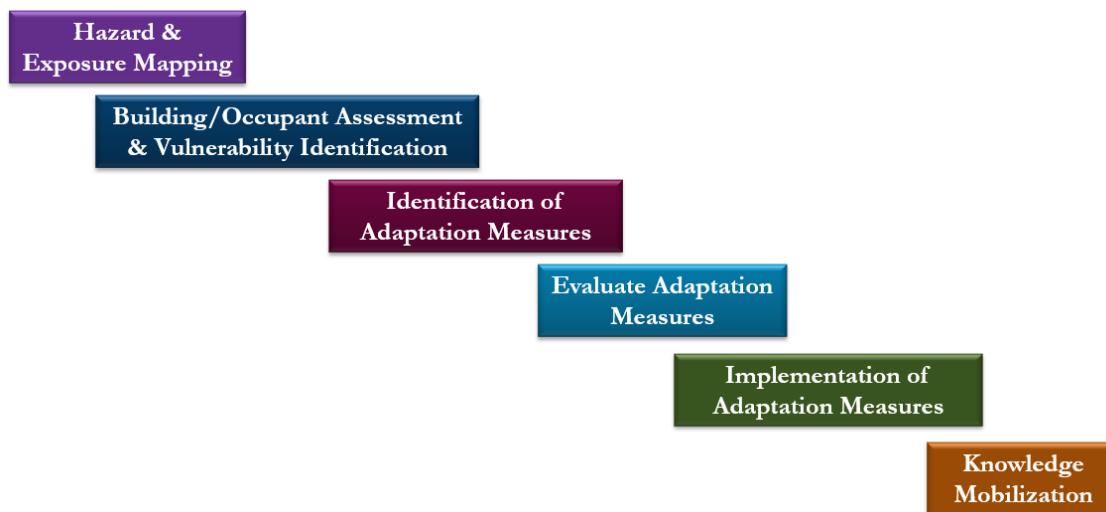 Hazard &
Exposure Mapping
Building/Occupant Assessment
& Vulnerability Identification
Identification of
Adaptation Measures
Evaluate Adaptation
Measures
Implementation of
Adaptation Measures
Knowledge
Mobilization